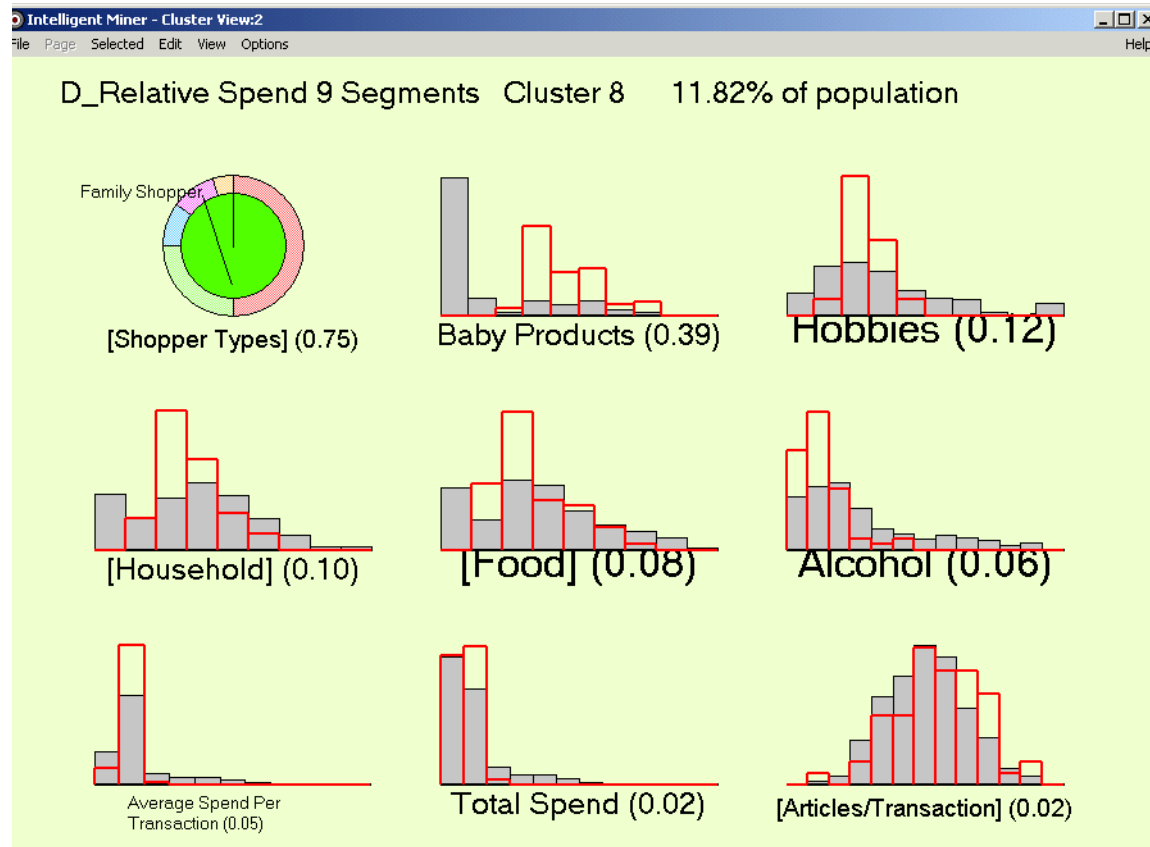 Intelligent Miner - Cluster View:2
File Page Selected Edit View Options Help
D_Relative Spend 9 Segments Cluster 8 11.82% of population
Family Shopper
[Shopper Types] (0.75)
Baby Products (0.39)
Hobbies (0.12)
[Household] (0.10)
[Food] (0.08)
Alcohol (0.06)
Average Spend Per
Transaction (0.05)
Total Spend (0.02)
[Articles/Transaction] (0.02)